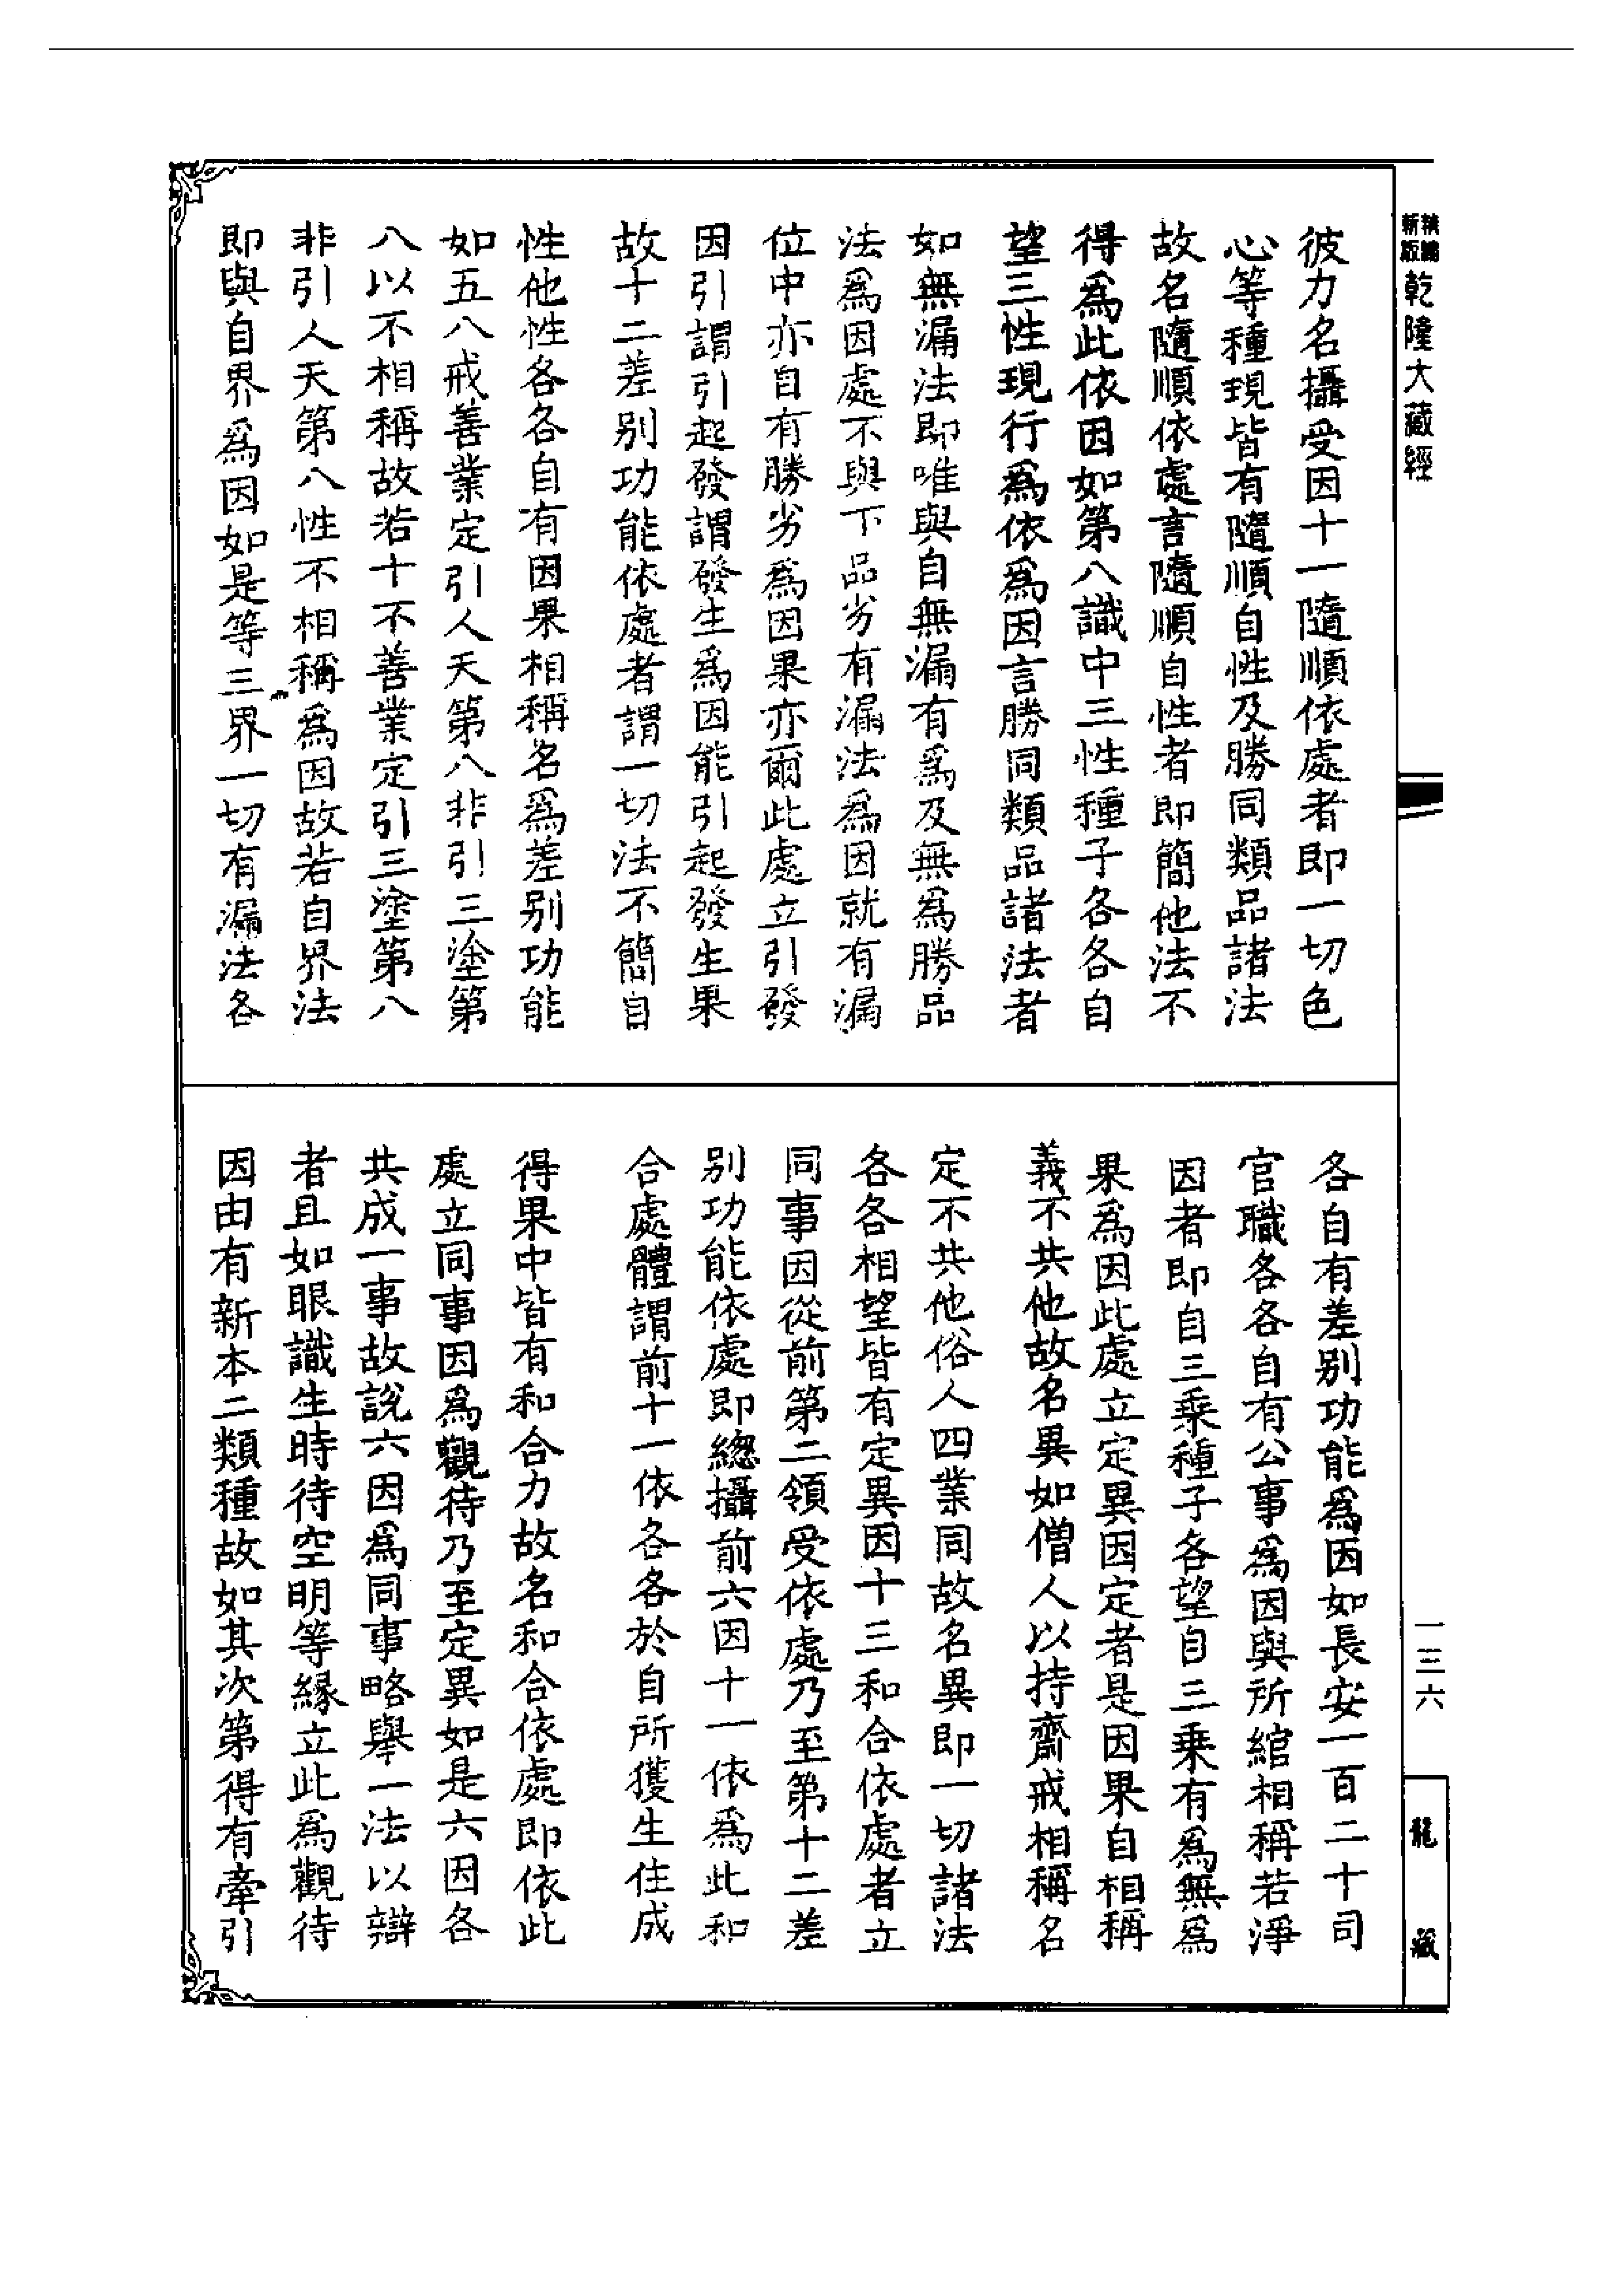 乾隆大藏經
彼力名攝受因十一隨順依處者即一切色
心等種現皆有隨順自性及勝同類品諸法
故名隨順依處言隨順自性者即簡他法不
得為此依因如第八識中三性種子各各自
望三性現行為依為因言勝同類品諸法者
如無漏法即唯與自無漏有為及無為勝品
法為因處不與下品劣有漏法為因就有漏
位中亦自有勝劣為因果亦爾此處立引發
因引謂引起發謂發生為因能引起發生果
故十二差別功能依處者謂一切法不簡自
性他性各各自有因果相稱名為差別功能
如五八戒善業定引人天第八非引三塗第
八以不相稱故若十不善業定引三塗第八
非引人天第八性不相稱為因故若自界法
即與自界為因如是等三界一切有漏法各
各自有差別功能為因如長安一百二十司
官職各各自有公事為因與所綰相稱若淨
因者即自三乘種子各望自三乘有為無為
果為因此處立定異因定者是因果自相稱
義不共他故名異如僧人以持齋戒相稱名
定不共他俗人四業同故名異即一切諸法
各各相望皆有定異因十三和合依處者立
同事因從前第二領受依處乃至第十二差
別功能依處即總攝前六因十一依為此和
合處體謂前十一依各各於自所獲生住成
得果中皆有和合力故名和合依處即依此
處立同事因為觀待乃至定異如是六因各
共成一事故說六因為同事略舉一法以辯
者且如眼識生時待空明等緣立此為觀待
因由有新本二類種故如其次第得有牽引
一三六
龍藏